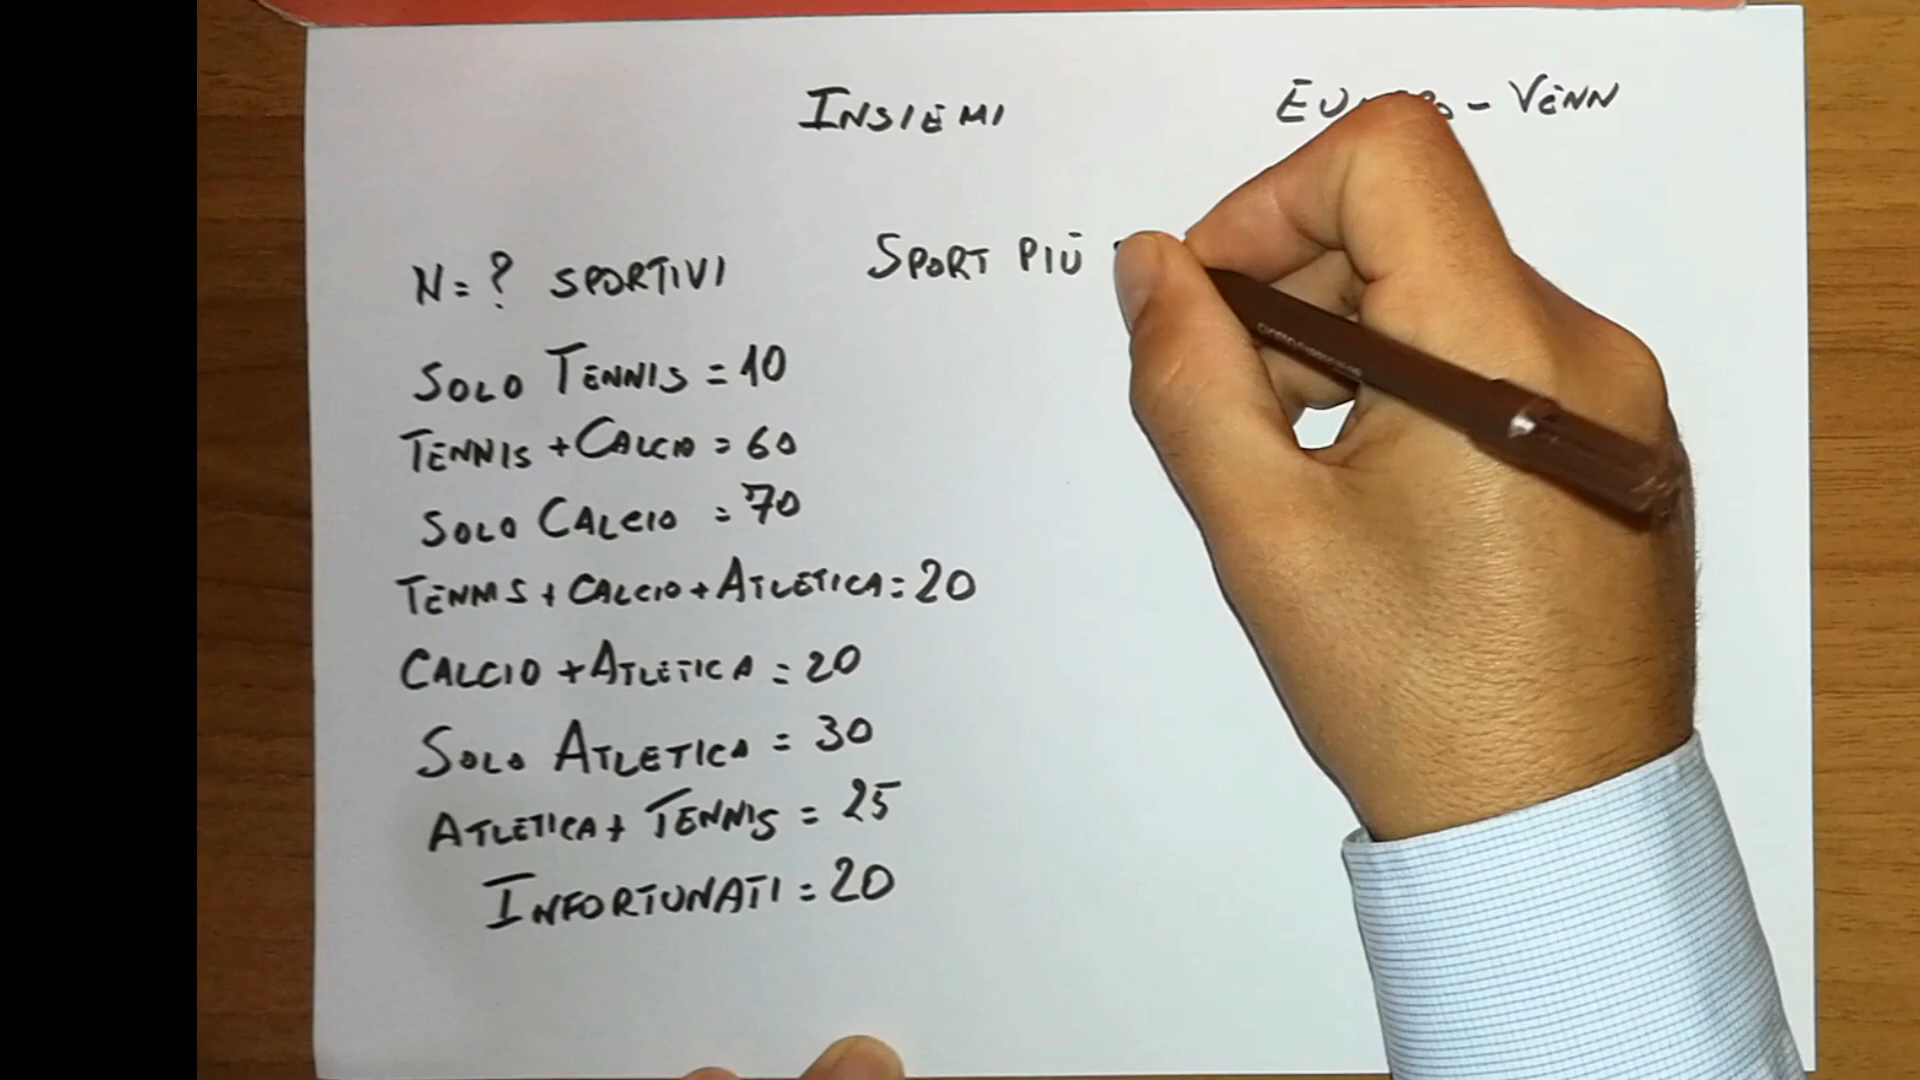 INSIEMI
- VENN
N = ? SPORTIVI
SPORT PIÙ
SOLO TENNIS = 10
TENNIS + CALCIO = 60
SOLO CALCIO = 70
TENNIS + CALCIO + ATLETICA = 20
CALCIO + ATLETICA = 20
SOLO ATLETICA = 30
ATLETICA + TENNIS = 25
INFORTUNATI = 20